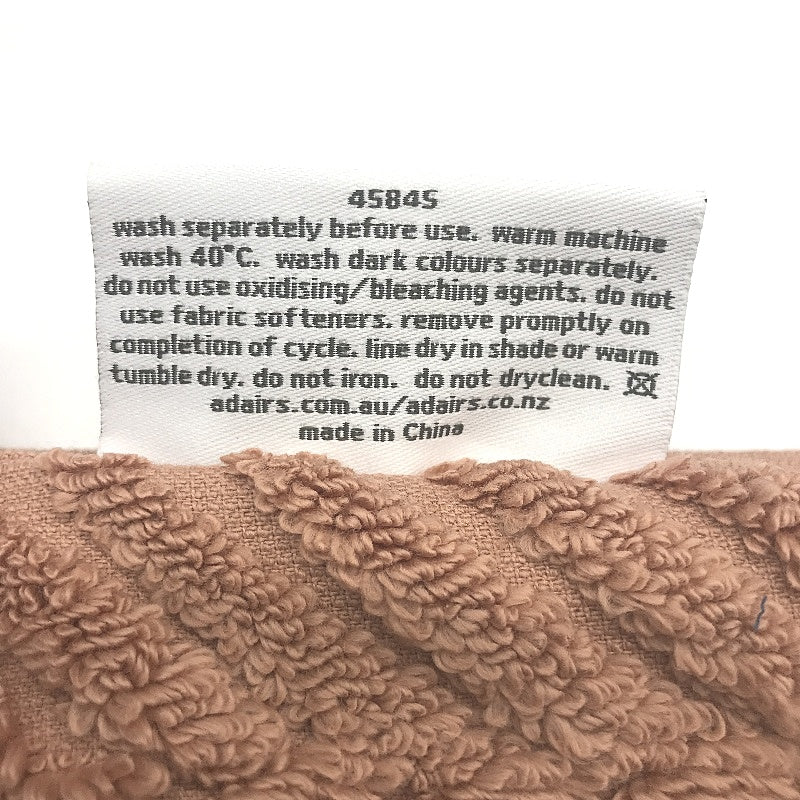 45845
wash separately before use. warm machine
wash 40°C. wash dark colours separately.
do not use oxidising/bleaching agents. do not
use fabric softeners. remove promptly on
completion of cycle. line dry in shade or warm
tumble dry. do not iron. do not dryclean.
adairs.com.au/adairs.co.nz
made in China